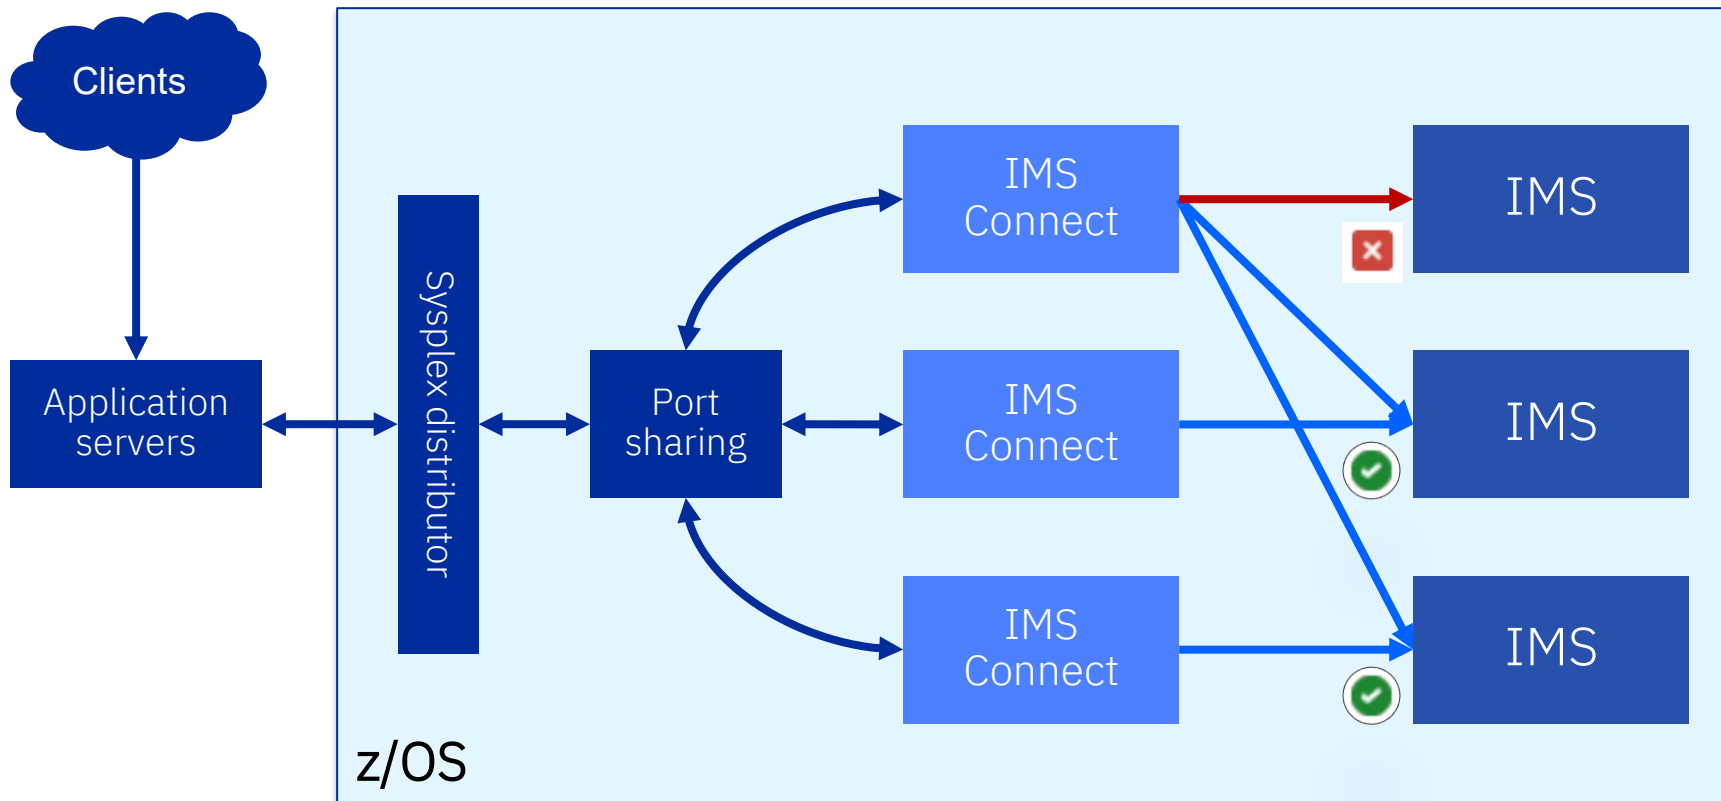 Clients
Application
servers
Sysplex distributor
Port
sharing
IMS
Connect
IMS
Connect
IMS
Connect
IMS
IMS
IMS
z/OS